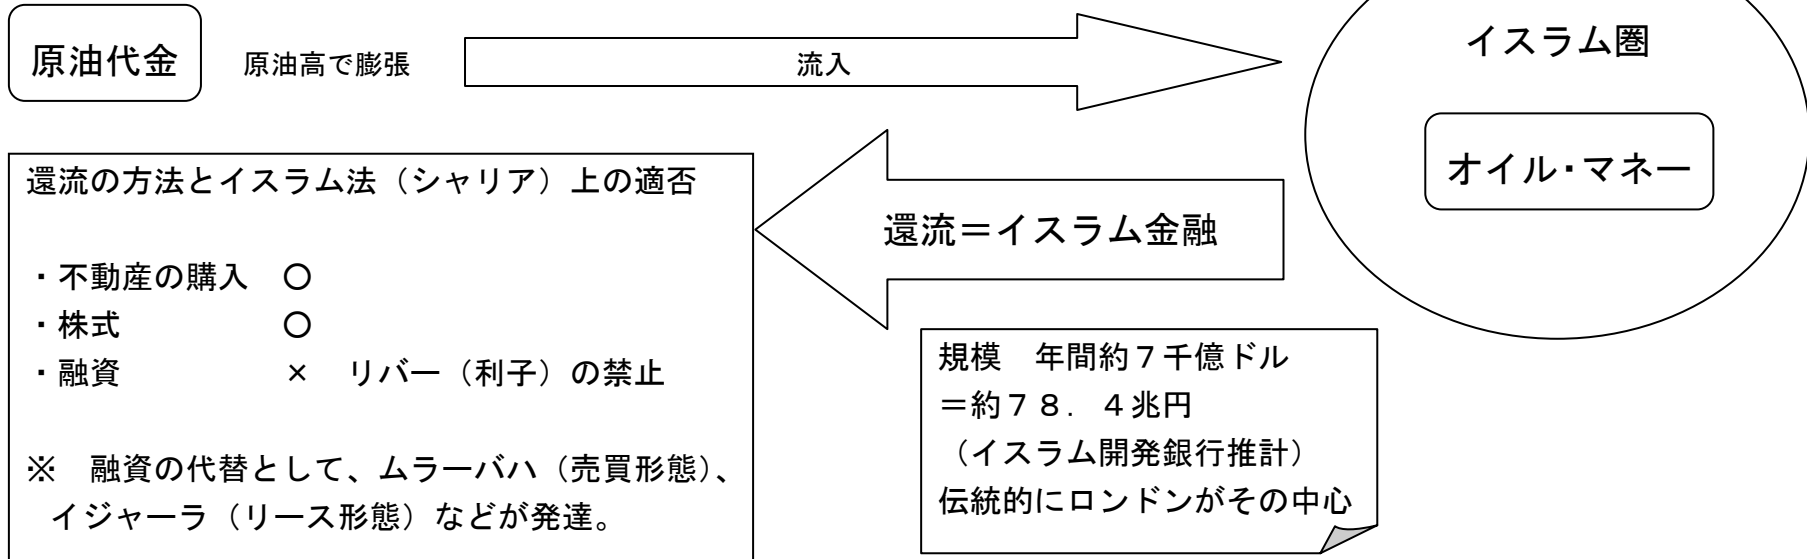 原油代金
原油高で膨張
流入
イスラム圏
オイル・マネー
還流の方法とイスラム法（シャリア）上の適否
・不動産の購入　○
・株式　　　　　○
・融資　　　　　×　リバー（利子）の禁止
※　融資の代替として、ムラーバハ（売買形態）、
イジャーラ（リース形態）などが発達。
還流＝イスラム金融
規模　年間約７千億ドル
＝約７８．４兆円
（イスラム開発銀行推計）
伝統的にロンドンがその中心